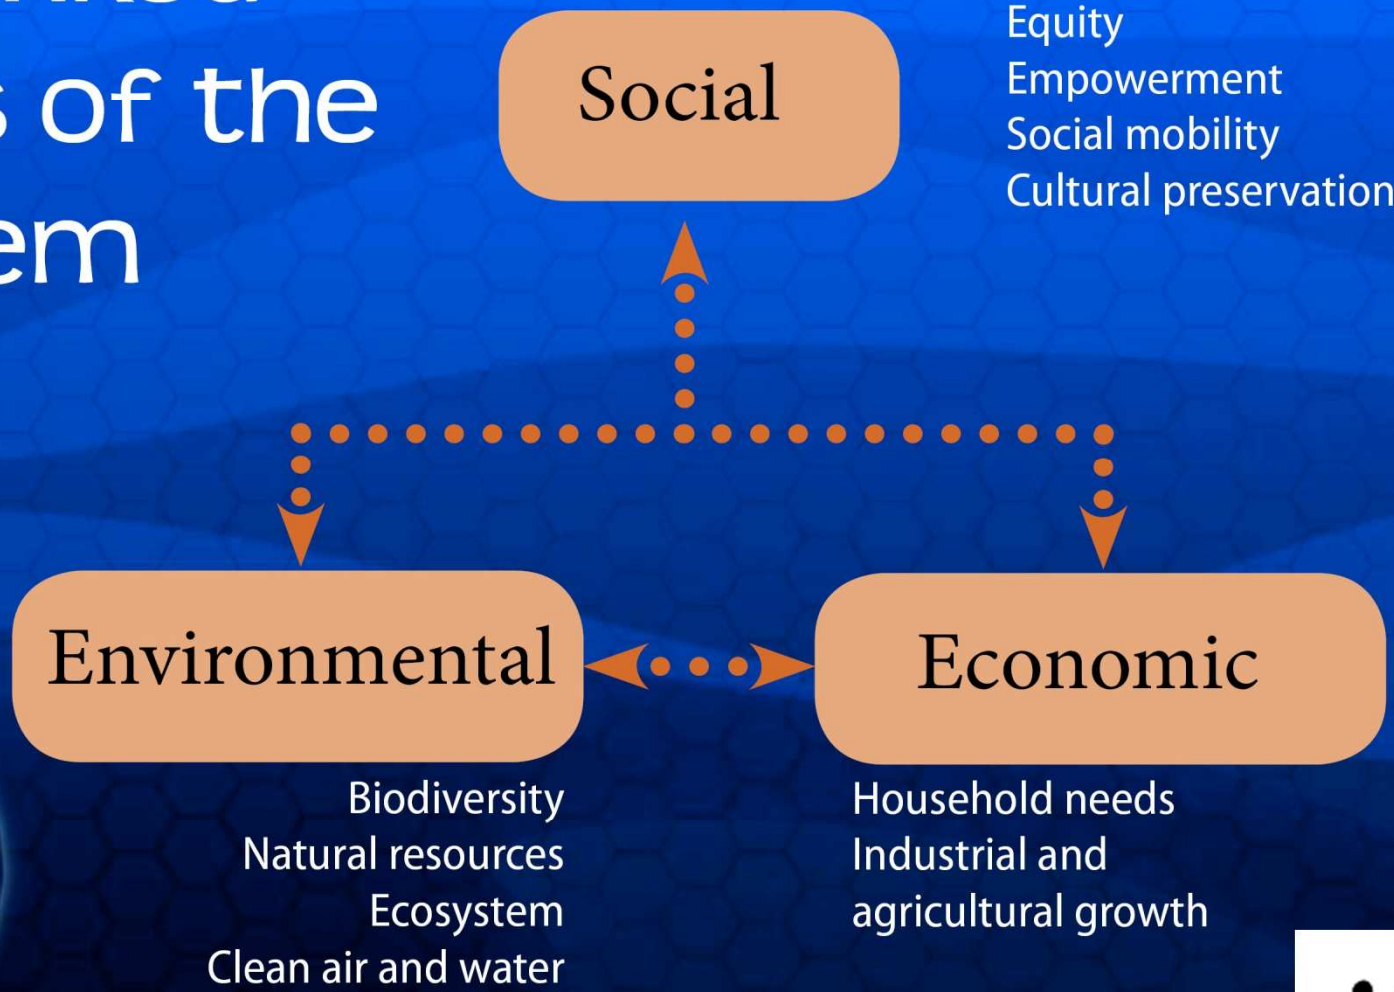 s of the
em
Social
Equity
Empowerment
Social mobility
Cultural preservation
Environmental
Economic
Biodiversity
Natural resources
Ecosystem
Clean air and water
Household needs
Industrial and
agricultural growth